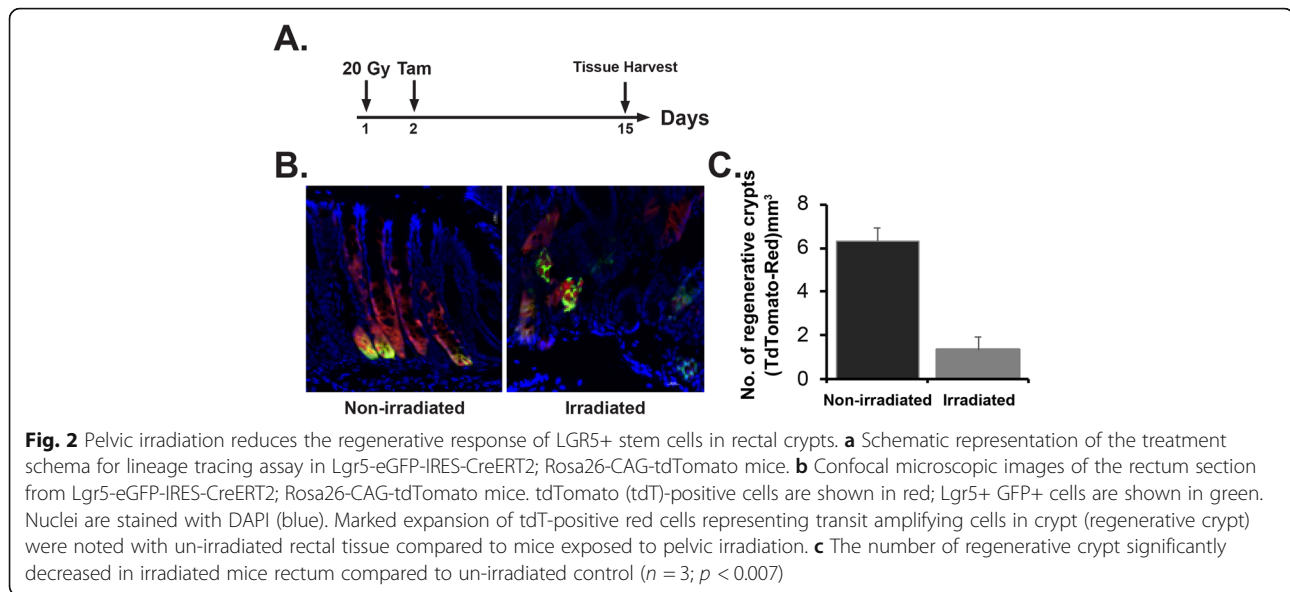 A.
20 Gy Tam Tissue Harvest
1 2 15 Days
B.
C.
Non-irradiated Irradiated
No. of regenerative crypts
(TdTomato-Red)mm³
8
6
4
2
0
Non-irradiated Irradiated
Fig. 2 Pelvic irradiation reduces the regenerative response of LGR5+ stem cells in rectal crypts. a Schematic representation of the treatment
schema for lineage tracing assay in Lgr5-eGFP-IRES-CreERT2; Rosa26-CAG-tdTomato mice. b Confocal microscopic images of the rectum section
from Lgr5-eGFP-IRES-CreERT2; Rosa26-CAG-tdTomato mice. tdTomato (tdT)-positive cells are shown in red; Lgr5+ GFP+ cells are shown in green.
Nuclei are stained with DAPI (blue). Marked expansion of tdT-positive red cells representing transit amplifying cells in crypt (regenerative crypt)
were noted with un-irradiated rectal tissue compared to mice exposed to pelvic irradiation. c The number of regenerative crypt significantly
decreased in irradiated mice rectum compared to un-irradiated control (n = 3; p < 0.007)